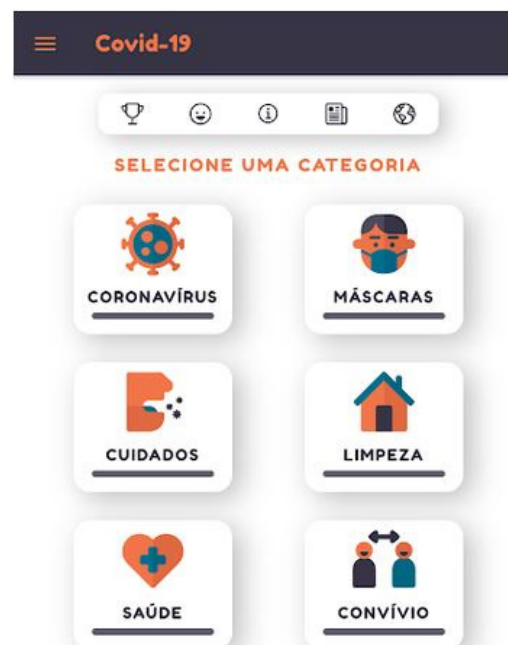 Covid-19
SELECIONE UMA CATEGORIA
CORONAVÍRUS MÁSCARAS
CUIDADOS LIMPEZA
SAÚDE CONVÍVIO